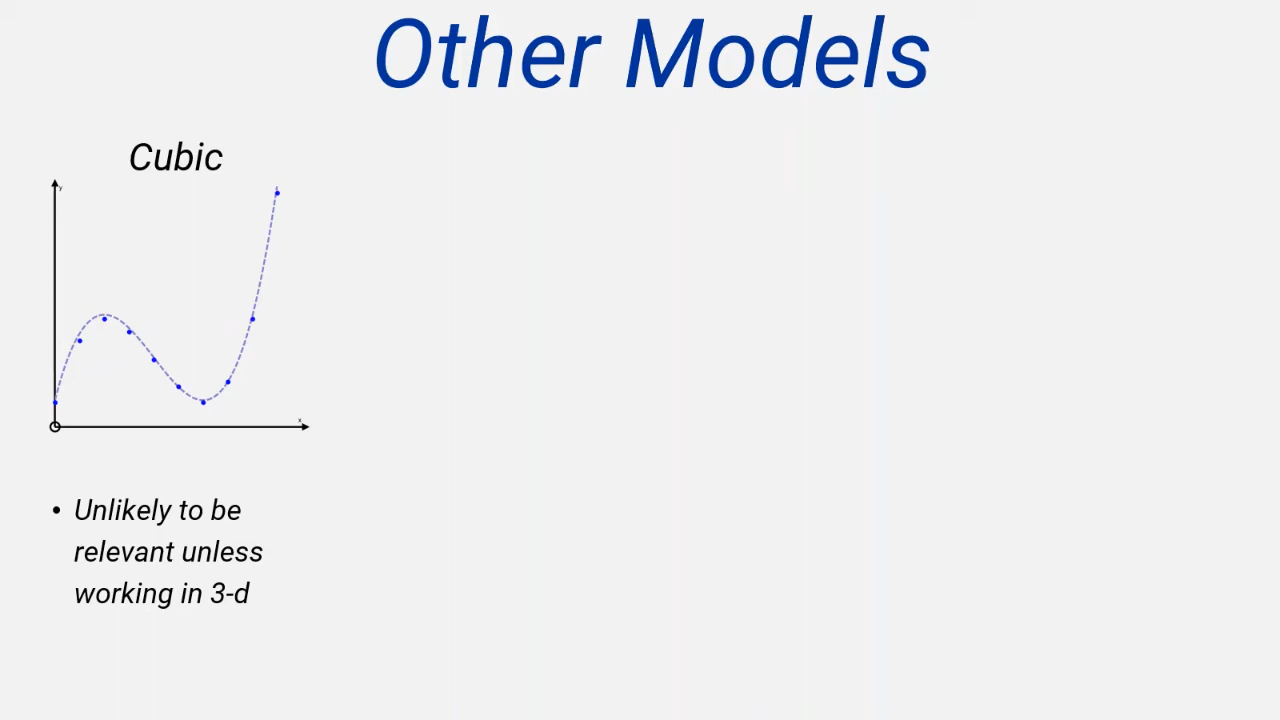 Other Models
Cubic
y
x
• Unlikely to be
relevant unless
working in 3-d